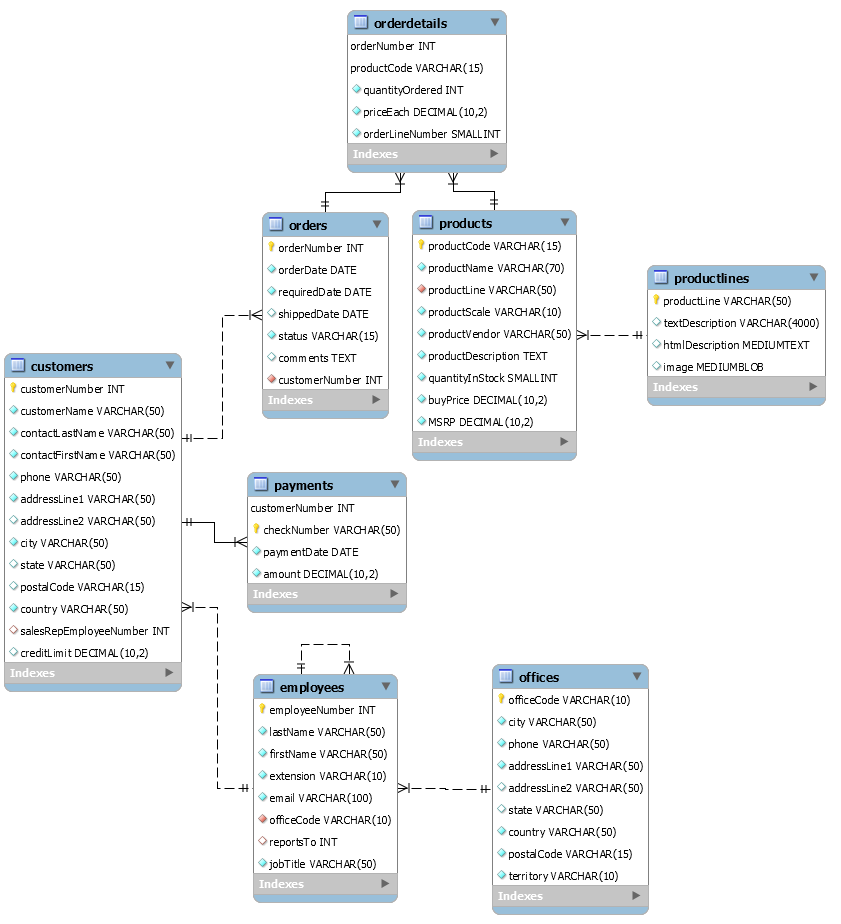 orderdetails
orderNumber INT
productCode VARCHAR(15)
quantityOrdered INT
priceEach DECIMAL(10,2)
orderLineNumber SMALLINT
Indexes
orders
orderNumber INT
orderDate DATE
requiredDate DATE
shippedDate DATE
status VARCHAR(15)
comments TEXT
customerNumber INT
Indexes
products
productCode VARCHAR(15)
productName VARCHAR(70)
productLine VARCHAR(50)
productScale VARCHAR(10)
productVendor VARCHAR(50)
productDescription TEXT
quantityInStock SMALLINT
buyPrice DECIMAL(10,2)
MSRP DECIMAL(10,2)
Indexes
productlines
productLine VARCHAR(50)
textDescription VARCHAR(4000)
htmlDescription MEDIUMTEXT
image MEDIUMBLOB
Indexes
customers
customerNumber INT
customerName VARCHAR(50)
contactLastName VARCHAR(50)
contactFirstName VARCHAR(50)
phone VARCHAR(50)
addressLine1 VARCHAR(50)
addressLine2 VARCHAR(50)
city VARCHAR(50)
state VARCHAR(50)
postalCode VARCHAR(15)
country VARCHAR(50)
salesRepEmployeeNumber INT
creditLimit DECIMAL(10,2)
Indexes
payments
customerNumber INT
checkNumber VARCHAR(50)
paymentDate DATE
amount DECIMAL(10,2)
Indexes
employees
employeeNumber INT
lastName VARCHAR(50)
firstName VARCHAR(50)
extension VARCHAR(10)
email VARCHAR(100)
officeCode VARCHAR(10)
reportsTo INT
jobTitle VARCHAR(50)
Indexes
offices
officeCode VARCHAR(10)
city VARCHAR(50)
phone VARCHAR(50)
addressLine1 VARCHAR(50)
addressLine2 VARCHAR(50)
state VARCHAR(50)
country VARCHAR(50)
postalCode VARCHAR(15)
territory VARCHAR(10)
Indexes